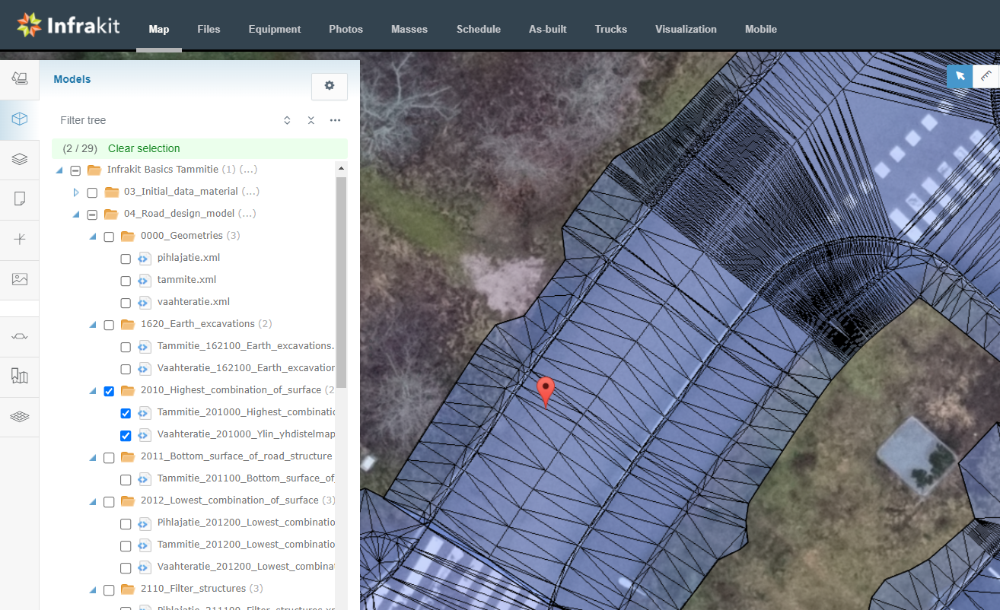 Infrakit
Map Files Equipment Photos Masses Schedule As-built Trucks Visualization Mobile
Models
Filter tree
(2 / 29) Clear selection
Infrakit Basics Tammitie (1) (...)
03_Initial_data_material (...)
04_Road_design_model (...)
0000_Geometries (3)
pihlajatie.xml
tammite.xml
vaahteratie.xml
1620_Earth_excavations (2)
Tammitie_162100_Earth_excavations.
Vaahteratie_162100_Earth_excavation
2010_Highest_combination_of_surface (2
Tammitie_201000_Highest_combinatio
Vaahteratie_201000_Ylin_yhdistelmap
2011_Bottom_surface_of_road_structure
Tammitie_201100_Bottom_surface_of_
2012_Lowest_combination_of_surface (3)
Pihlajatie_201200_Lowest_combinatio
Tammitie_201200_Lowest_combinatio
Vaahteratie_201200_Lowest_combina
2110_Filter_structures (3)
Pihlajatie_211100_Filter_structures.x